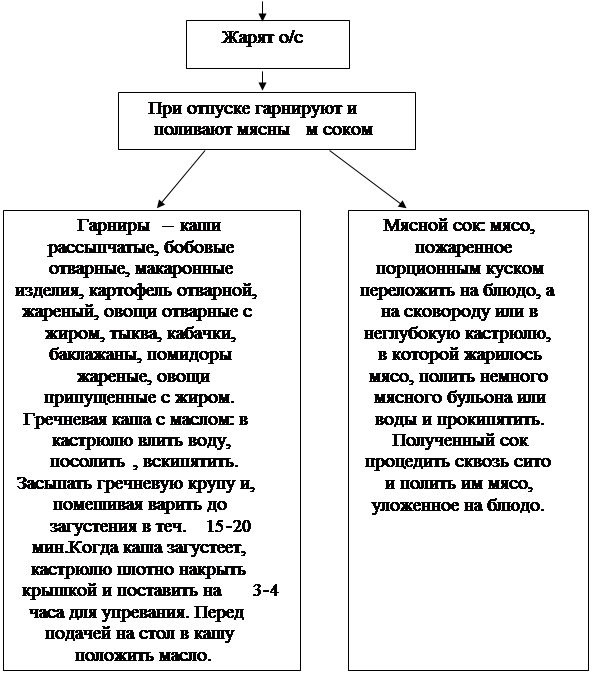 Жарят о/с
При отпуске гарнируют и
поливают мясны м соком
Гарниры – каши
рассыпчатые, бобовые
отварные, макаронные
изделия, картофель отварной,
жареный, овощи отварные с
жиром, тыква, кабачки,
баклажаны, помидоры
жареные, овощи
припущенные с жиром.
Гречневая каша с маслом: в
кастрюлю влить воду,
посолить , вскипятить.
Засыпать гречневую крупу и,
помешивая варить до
загустения в теч. 15-20
мин.Когда каша загустеет,
кастрюлю плотно накрыть
крышкой и поставить на 3-4
часа для упревания. Перед
подачей на стол в кашу
положить масло.
Мясной сок: мясо,
пожаренное
порционным куском
переложить на блюдо, а
на сковороду или в
неглубокую кастрюлю,
в которой жарилось
мясо, полить немного
мясного бульона или
воды и прокипятить.
Полученный сок
процедить сквозь сито
и полить им мясо,
уложенное на блюдо.